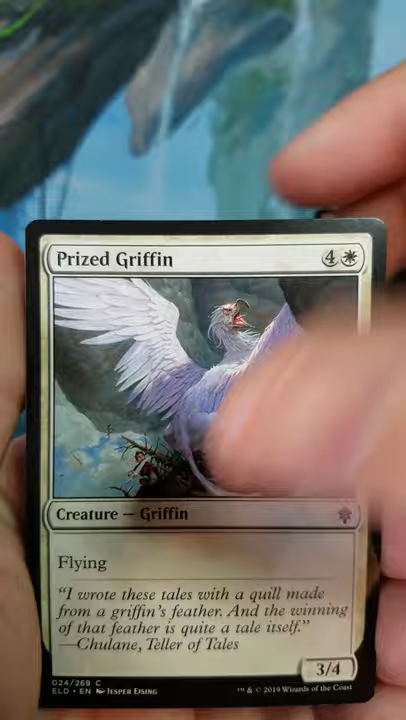 Prized Griffin 4
Creature — Griffin
Flying
"I wrote these tales with a quill made
from a griffin's feather. And the winning
of that feather is quite a tale itself."
—Chulane, Teller of Tales
3/4
024/269 C
ELD • EN Jesper Ejsing
™ & © 2019 Wizards of the Coast